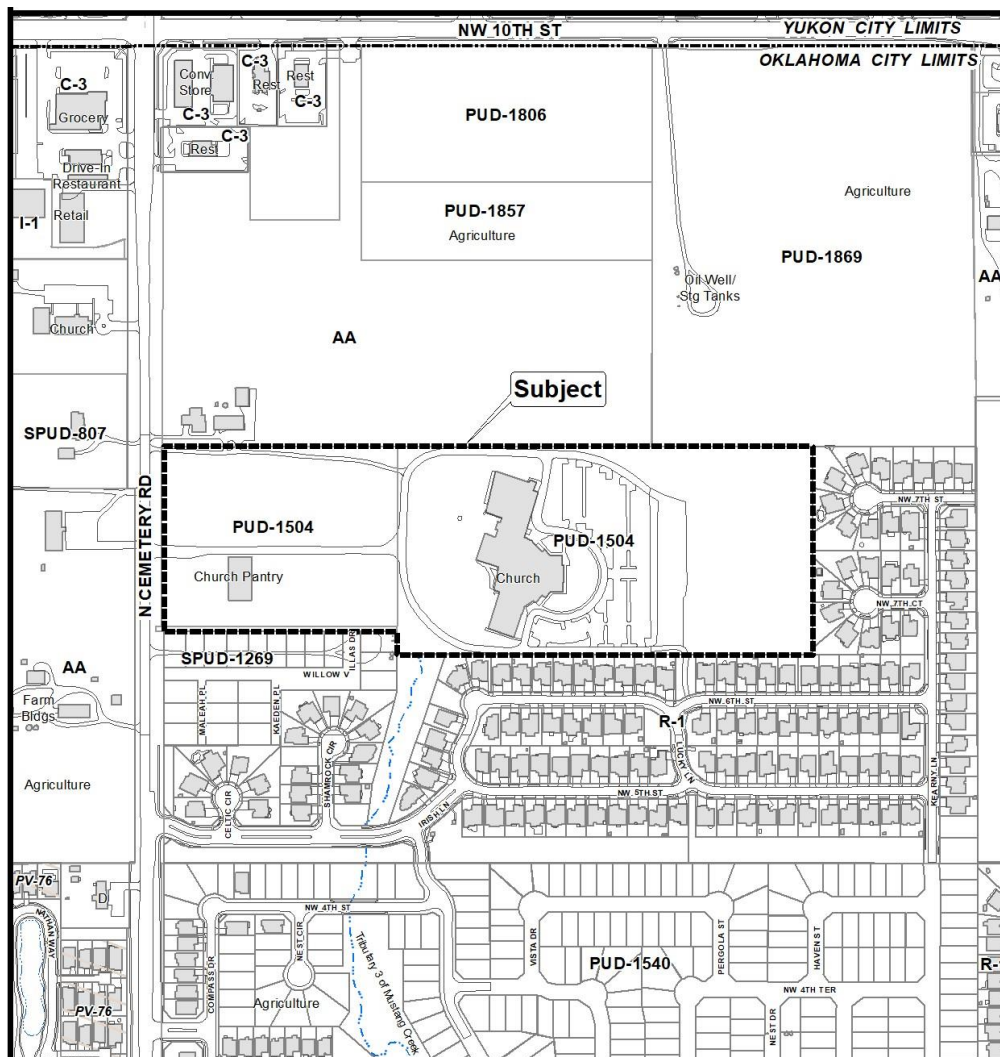 NW 10TH ST
YUKON CITY LIMITS
OKLAHOMA CITY LIMITS
C-3
Grocery
Drive-In
Restaurant
Retail
I-1
Conv
Store
C-3
C-3
Rest
Rest
C-3
C-3
Rest
PUD-1806
PUD-1857
Agriculture
Agriculture
PUD-1869
Oil Well/
Stg Tanks
AA
Church
AA
SPUD-807
Subject
N CEMETERY RD
PUD-1504
Church Pantry
PUD-1504
Church
NW 7TH ST
NW 7TH CT
SPUD-1269
WILLOW V
ILLAS DR
AA
Farm
Bldgs
MALEAH PL
KAEDEN PL
NW 6TH ST
R-1
LUCKY LN
SHAMROCK CIR
CELTIC CIR
IRISH LN
NW 5TH ST
KEARNY LN
Agriculture
PV-76
D
NATHAN WAY
PV-76
NW 4TH ST
NEST CIR
COMPASS DR
Agriculture
Tributary 3 of Mustang Creek
VISTA DR
PERGOLA ST
HAVEN ST
PUD-1540
NW 4TH TER
NEST DR
R-